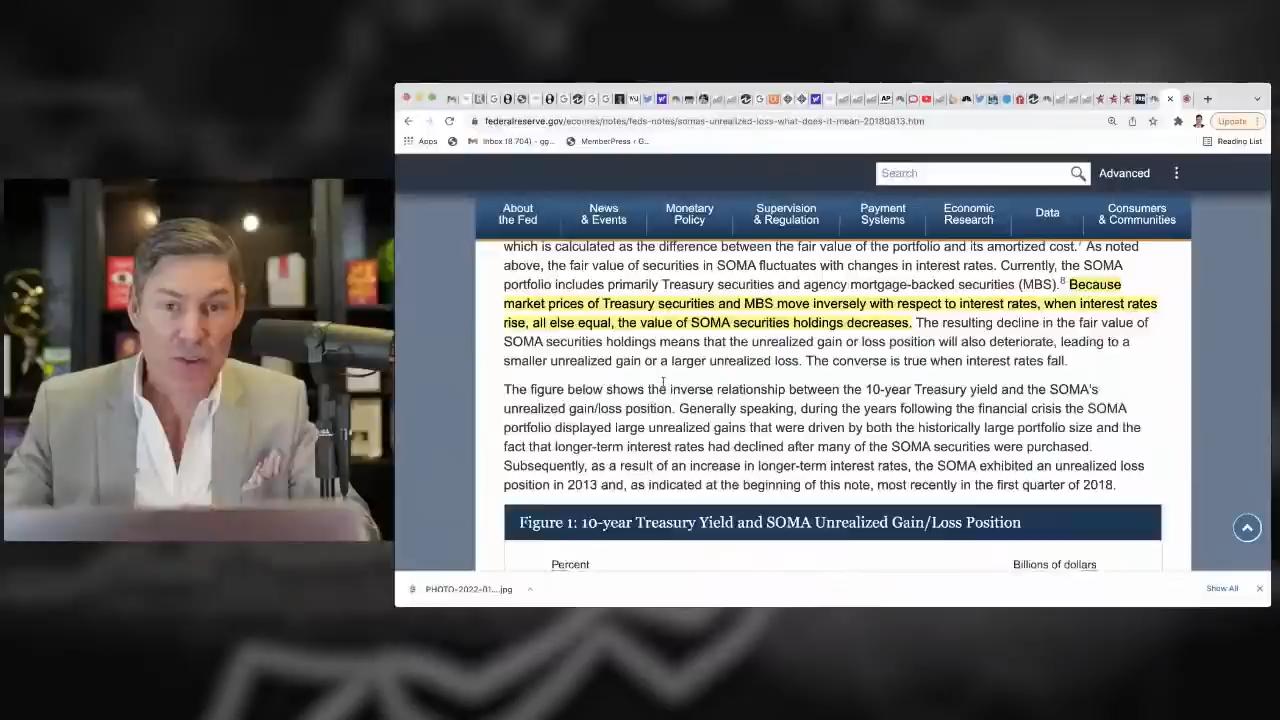 federalreserve.gov/econres/notes/feds-notes/somas-unrealized-loss-what-does-it-mean-20180813.htm
Update
Apps
Inbox (8,704) - gg...
MemberPress ‹ G...
Reading List
Search
Advanced
About the Fed
News & Events
Monetary Policy
Supervision & Regulation
Payment Systems
Economic Research
Data
Consumers & Communities
which is calculated as the difference between the fair value of the portfolio and its amortized cost.⁷ As noted
above, the fair value of securities in SOMA fluctuates with changes in interest rates. Currently, the SOMA
portfolio includes primarily Treasury securities and agency mortgage-backed securities (MBS).⁸ Because
market prices of Treasury securities and MBS move inversely with respect to interest rates, when interest rates
rise, all else equal, the value of SOMA securities holdings decreases. The resulting decline in the fair value of
SOMA securities holdings means that the unrealized gain or loss position will also deteriorate, leading to a
smaller unrealized gain or a larger unrealized loss. The converse is true when interest rates fall.
The figure below shows the inverse relationship between the 10-year Treasury yield and the SOMA's
unrealized gain/loss position. Generally speaking, during the years following the financial crisis the SOMA
portfolio displayed large unrealized gains that were driven by both the historically large portfolio size and the
fact that longer-term interest rates had declined after many of the SOMA securities were purchased.
Subsequently, as a result of an increase in longer-term interest rates, the SOMA exhibited an unrealized loss
position in 2013 and, as indicated at the beginning of this note, most recently in the first quarter of 2018.
Figure 1: 10-year Treasury Yield and SOMA Unrealized Gain/Loss Position
Percent
Billions of dollars
PHOTO-2022-01....jpg
Show All